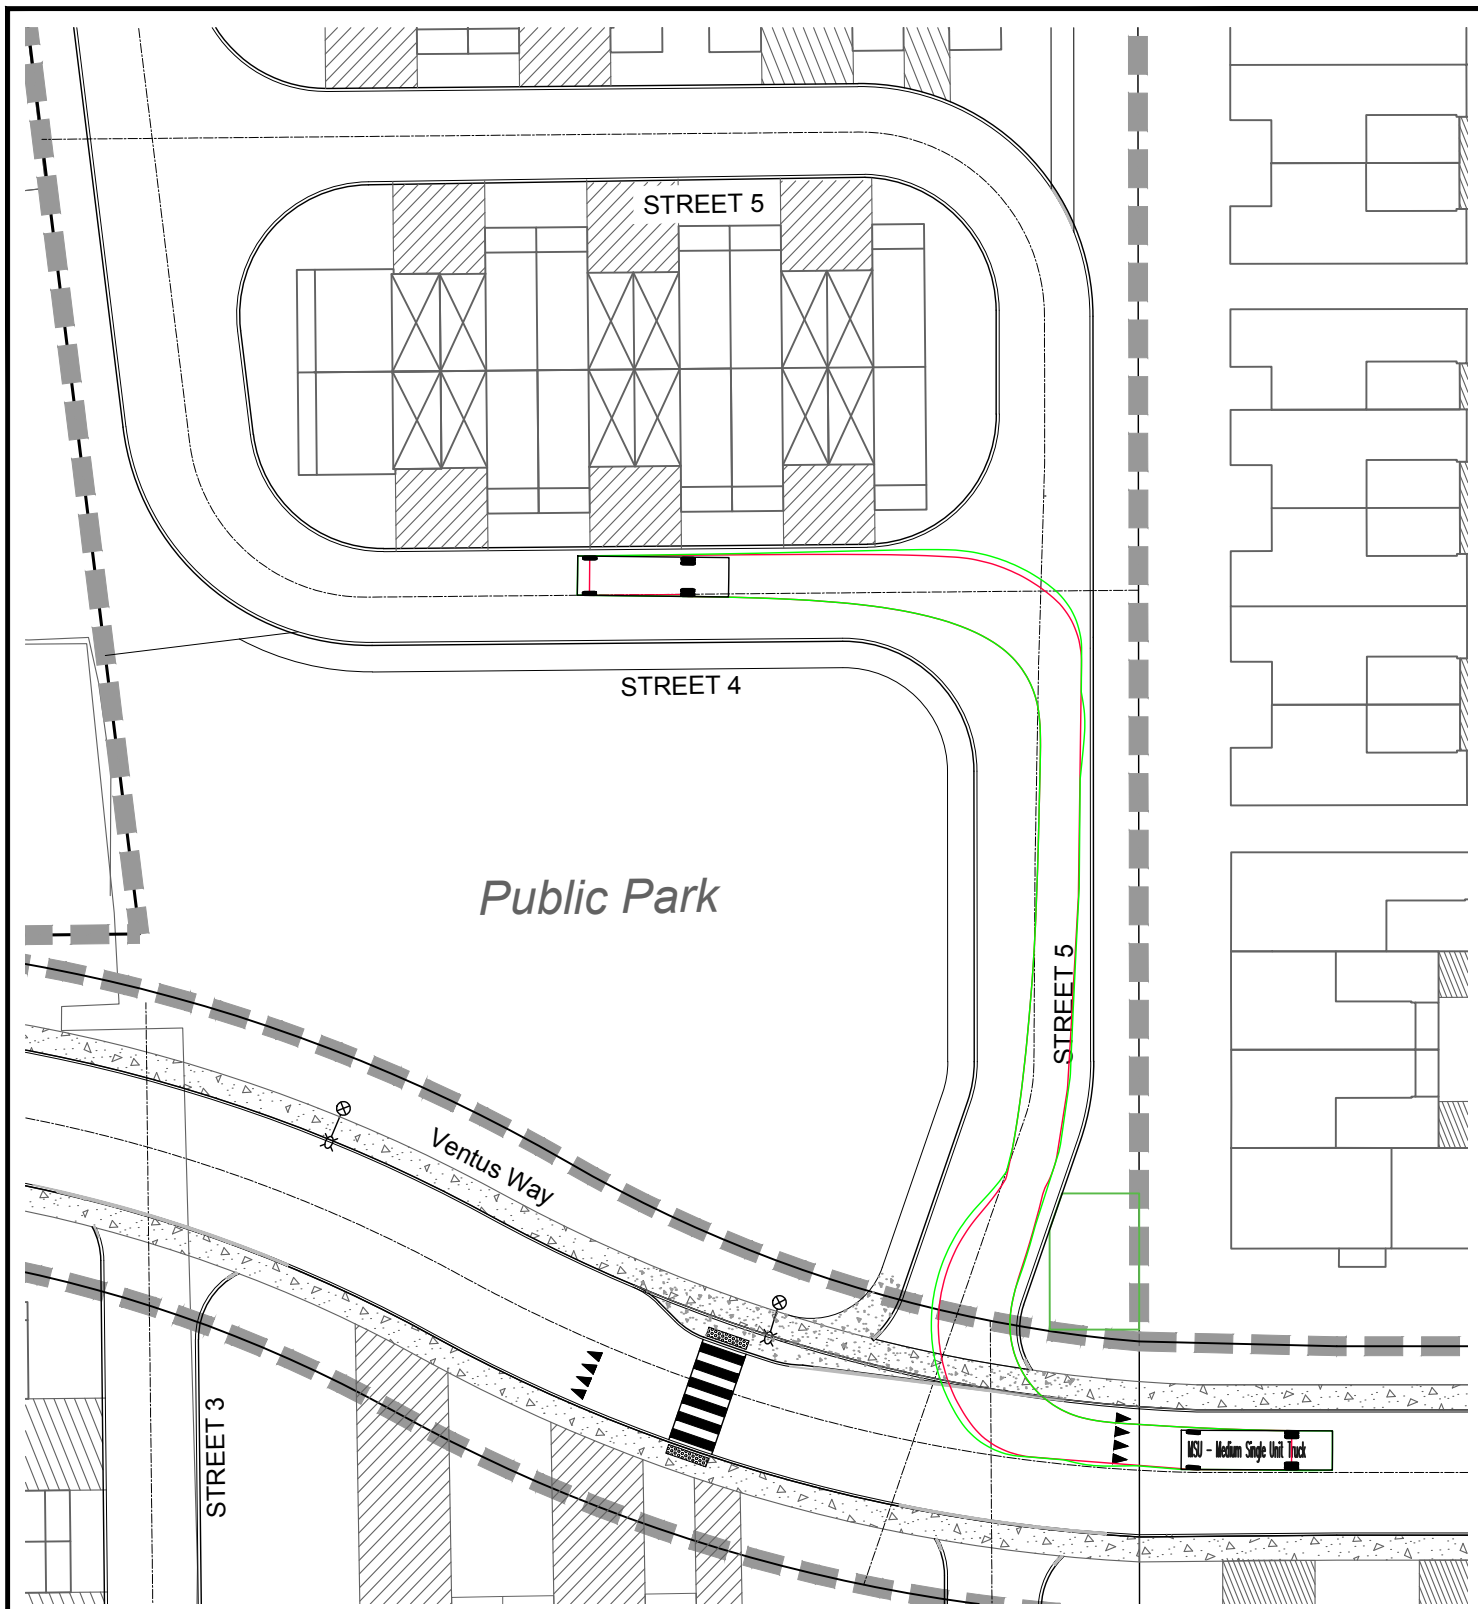 STREET 5
STREET 4
Public Park
STREET 5
Ventus Way
STREET 3
MSU - Medium Single Unit Truck